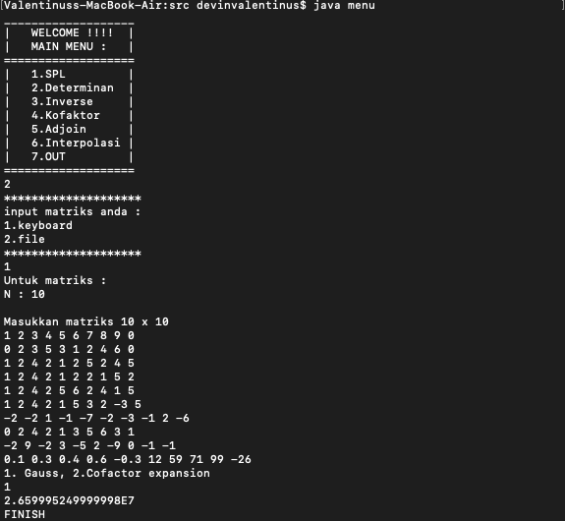 [Valentinuss-MacBook-Air:src devinvalentinus$ java menu ]
___________________
|   WELCOME !!!!  |
|   MAIN MENU :   |
===================
|   1.SPL         |
|   2.Determinan  |
|   3.Inverse     |
|   4.Kofaktor    |
|   5.Adjoin      |
|   6.Interpolasi |
|   7.OUT         |
===================
2
********************
input matriks anda :
1.keyboard
2.file
********************
1
Untuk matriks :
N : 10
Masukkan matriks 10 x 10
1 2 3 4 5 6 7 8 9 0
0 2 3 5 3 1 2 4 6 0
1 2 4 2 1 2 5 2 4 5
1 2 4 2 1 2 2 1 5 2
1 2 4 2 5 6 2 4 1 5
1 2 4 2 1 5 3 2 -3 5
-2 -2 1 -1 -7 -2 -3 -1 2 -6
0 2 4 2 1 3 5 6 3 1
-2 9 -2 3 -5 2 -9 0 -1 -1
0.1 0.3 0.4 0.6 -0.3 12 59 71 99 -26
1. Gauss, 2.Cofactor expansion
1
2.659995249999998E7
FINISH